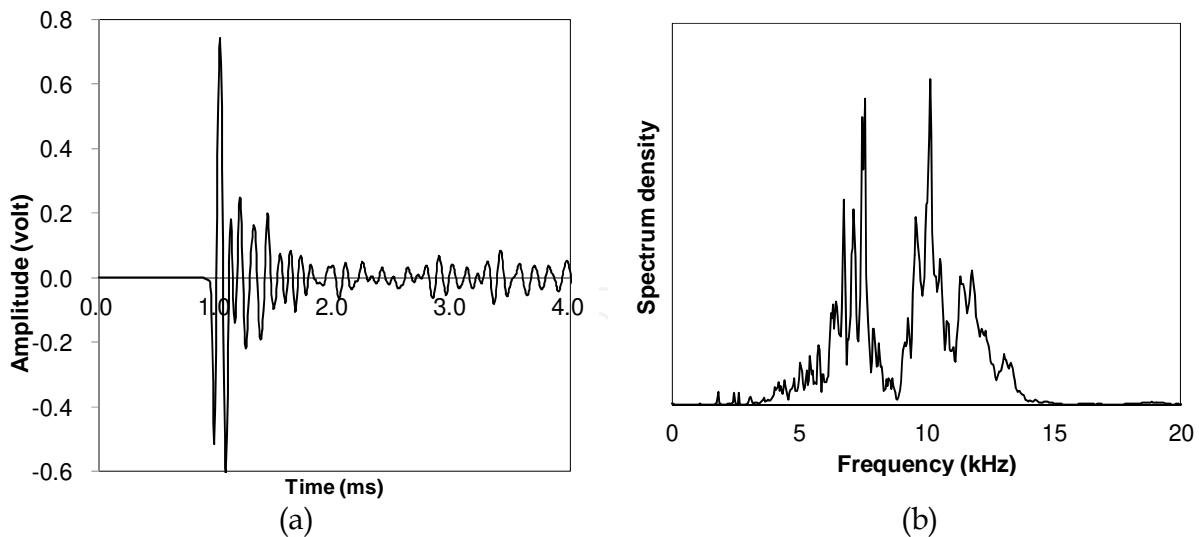 0.8
0.6
0.4
0.2
0.0
-0.2
-0.4
-0.6
Amplitude (volt)
0.0 1.0 2.0 3.0 4.0
Time (ms)
(a)
Spectrum density
0 5 10 15 20
Frequency (kHz)
(b)